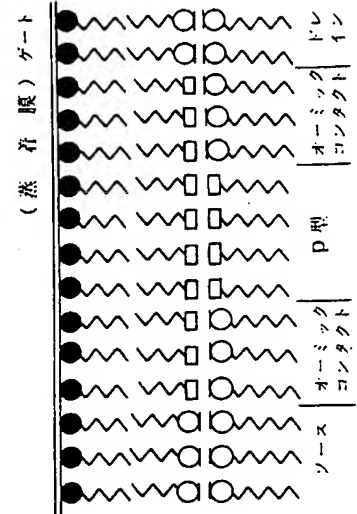 ゲート
(蒸着膜)
ドレイン
オーミック
コンタクト
p型
オーミック
コンタクト
ソース